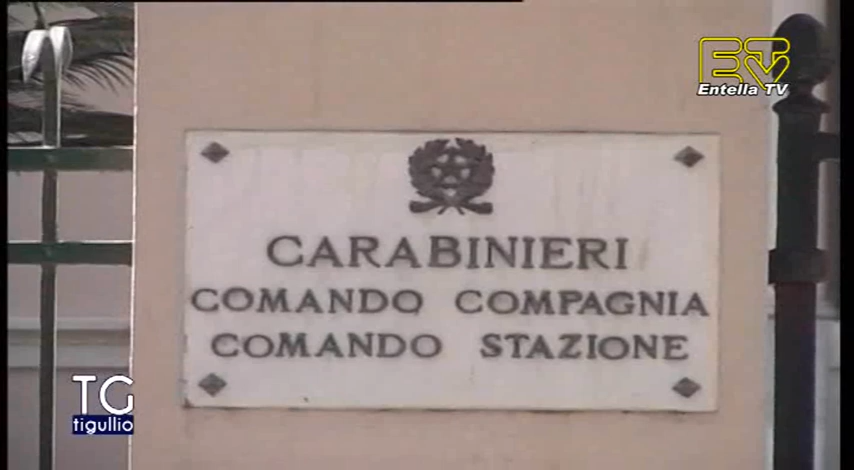 ETV
Entella TV
CARABINIERI
COMANDO COMPAGNIA
COMANDO STAZIONE
TG
tigullio